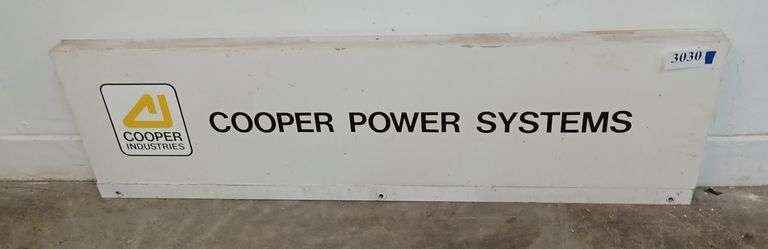 3030
COOPER
INDUSTRIES
COOPER POWER SYSTEMS